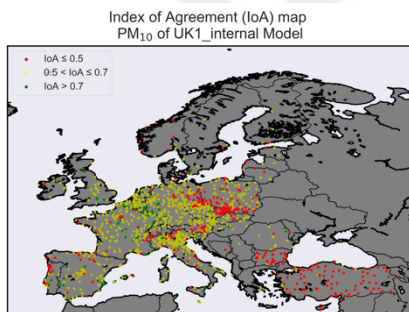 Index of Agreement (IoA) map
PM₁₀ of UK1_internal Model
IoA ≤ 0.5
0.5 < IoA ≤ 0.7
IoA > 0.7